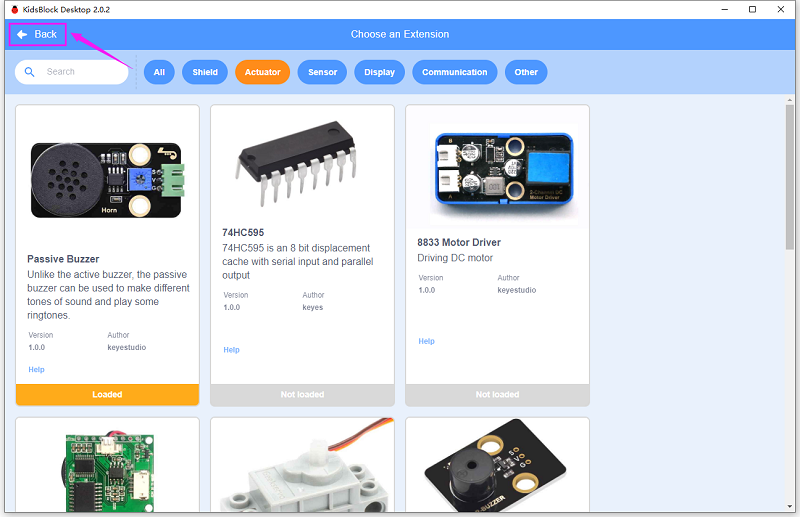 KidsBlock Desktop 2.0.2
Back
Choose an Extension
Search
All
Shield
Actuator
Sensor
Display
Communication
Other
Horn
Passive Buzzer
Unlike the active buzzer, the passive
buzzer can be used to make different
tones of sound and play some
ringtones.
Version
Author
1.0.0
keyestudio
Help
Loaded
74HC595
74HC595 is an 8 bit displacement
cache with serial input and parallel
output
Version
Author
1.0.0
keyes
Help
Not loaded
B
A
2-Channel DC
Motor Driver
8833 Motor Driver
Driving DC motor
Version
Author
1.0.0
keyestudio
Help
Not loaded
S
V
G